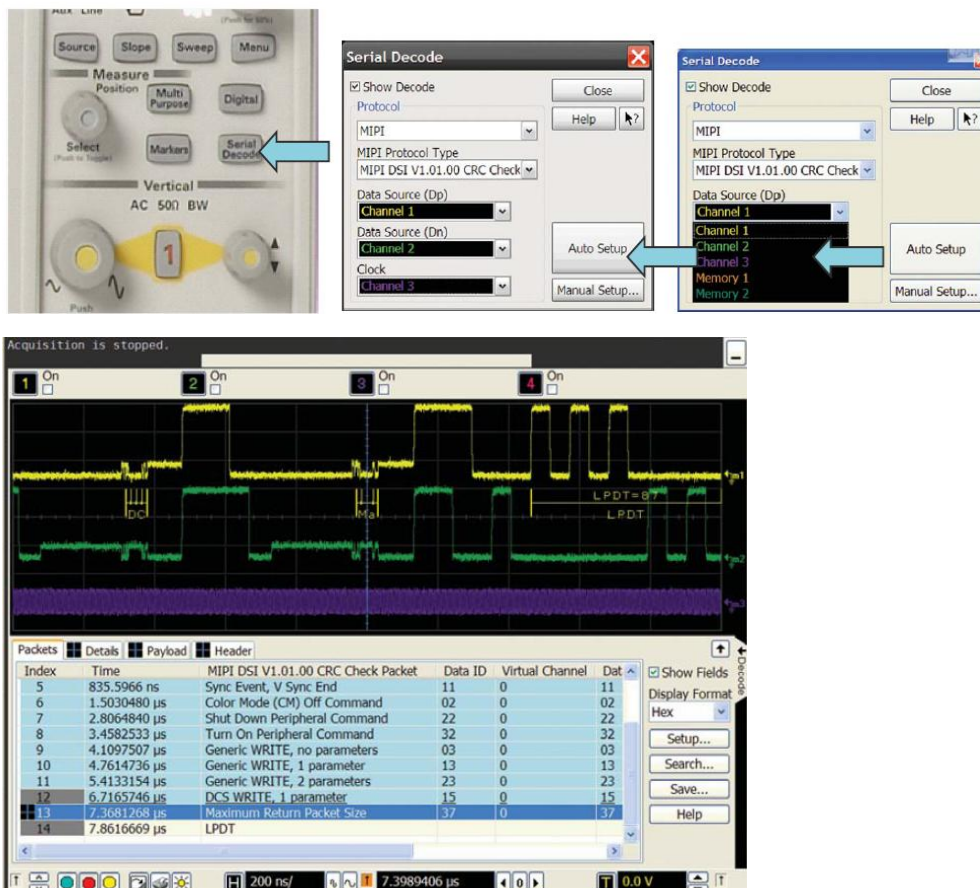 Aux Line
(Push for 50%)
Source Slope Sweep Menu
Measure
Position
Multi Purpose
Digital
Select
(Push to Toggle)
Markers
Serial Decode
Vertical
AC 50Ω BW
1
Push
Serial Decode
Show Decode
Close
Protocol
Help
MIPI
MIPI Protocol Type
MIPI DSI V1.01.00 CRC Check
Data Source (Dp)
Channel 1
Data Source (Dn)
Channel 2
Auto Setup
Clock
Channel 3
Manual Setup...
Serial Decode
Show Decode
Close
Protocol
Help
MIPI
MIPI Protocol Type
MIPI DSI V1.01.00 CRC Check
Data Source (Dp)
Channel 1
Channel 1
Channel 2
Channel 3
Memory 1
Memory 2
Auto Setup
Manual Setup...
Acquisition is stopped.
1 On 2 On 3 On 4 On
m1
LPDT=87
DC Ma LPDT
m2
m3
Packets Details Payload Header
Decode
Index Time MIPI DSI V1.01.00 CRC Check Packet Data ID Virtual Channel Dat
5 835.5966 ns Sync Event, V Sync End 11 0 11
6 1.5030480 µs Color Mode (CM) Off Command 02 0 02
7 2.8064840 µs Shut Down Peripheral Command 22 0 22
8 3.4582533 µs Turn On Peripheral Command 32 0 32
9 4.1097507 µs Generic WRITE, no parameters 03 0 03
10 4.7614736 µs Generic WRITE, 1 parameter 13 0 13
11 5.4133154 µs Generic WRITE, 2 parameters 23 0 23
12 6.7165746 µs DCS WRITE, 1 parameter 15 0 15
13 7.3681268 µs Maximum Return Packet Size 37 0 37
14 7.8616669 µs LPDT
Show Fields
Display Format
Hex
Setup...
Search...
Save...
Help
H 200 ns/ 7.3989406 µs 0 T 0.0 V